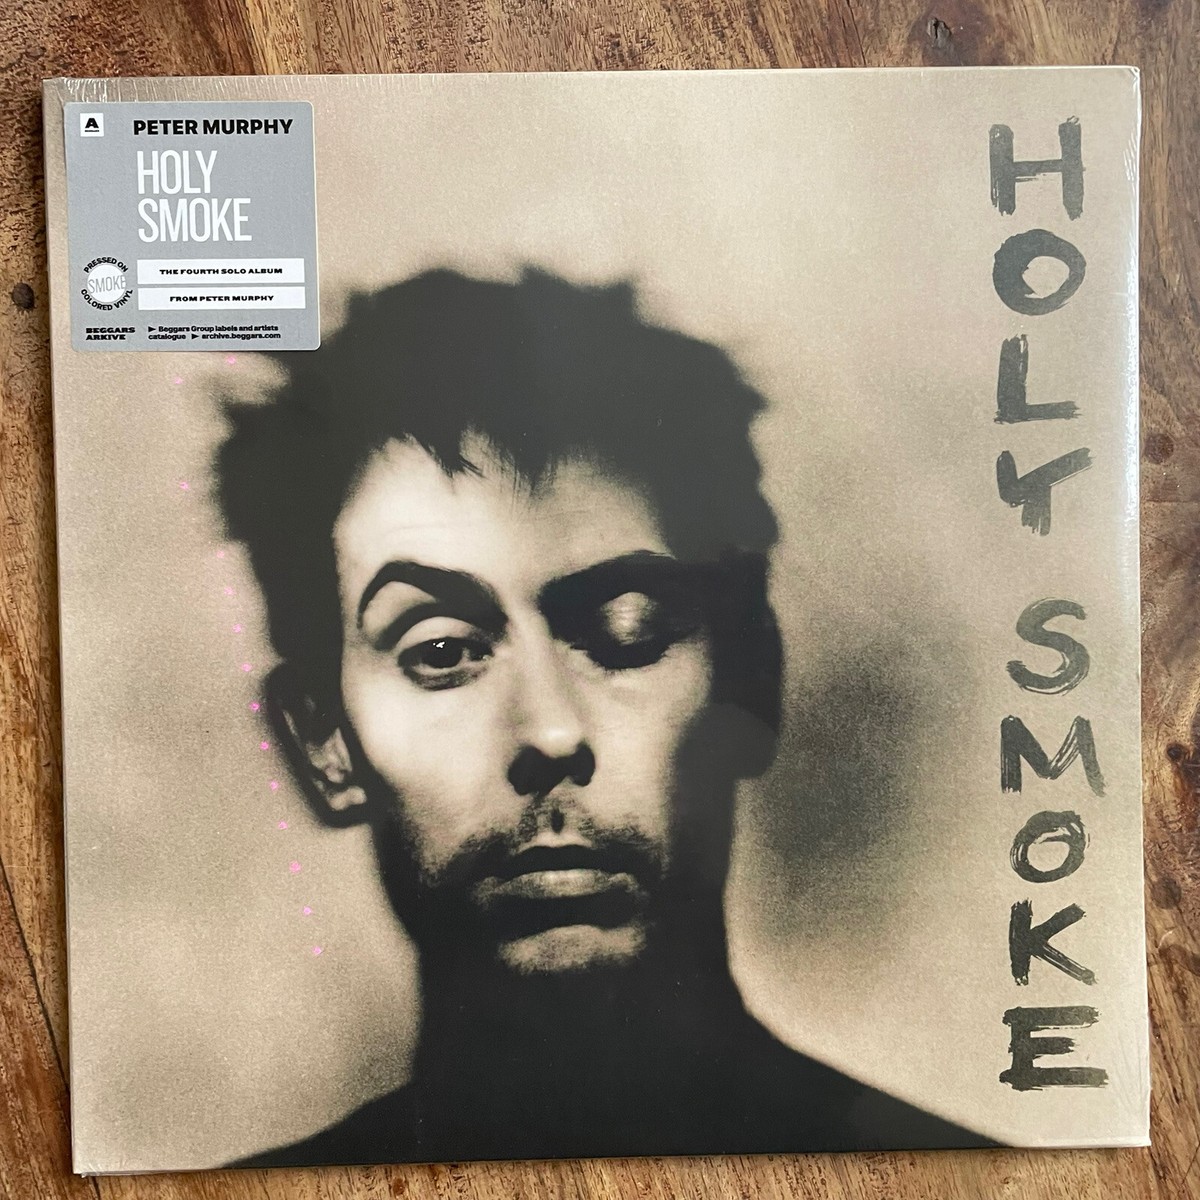 A
PETER MURPHY
HOLY
SMOKE
PRESSED ON
SMOKE
COLORED VINYL
THE FOURTH SOLO ALBUM
FROM PETER MURPHY
BEGGARS
ARKIVE
▶ Beggars Group labels and artists
catalogue ▶ archive.beggars.com
HOLY SMOKE